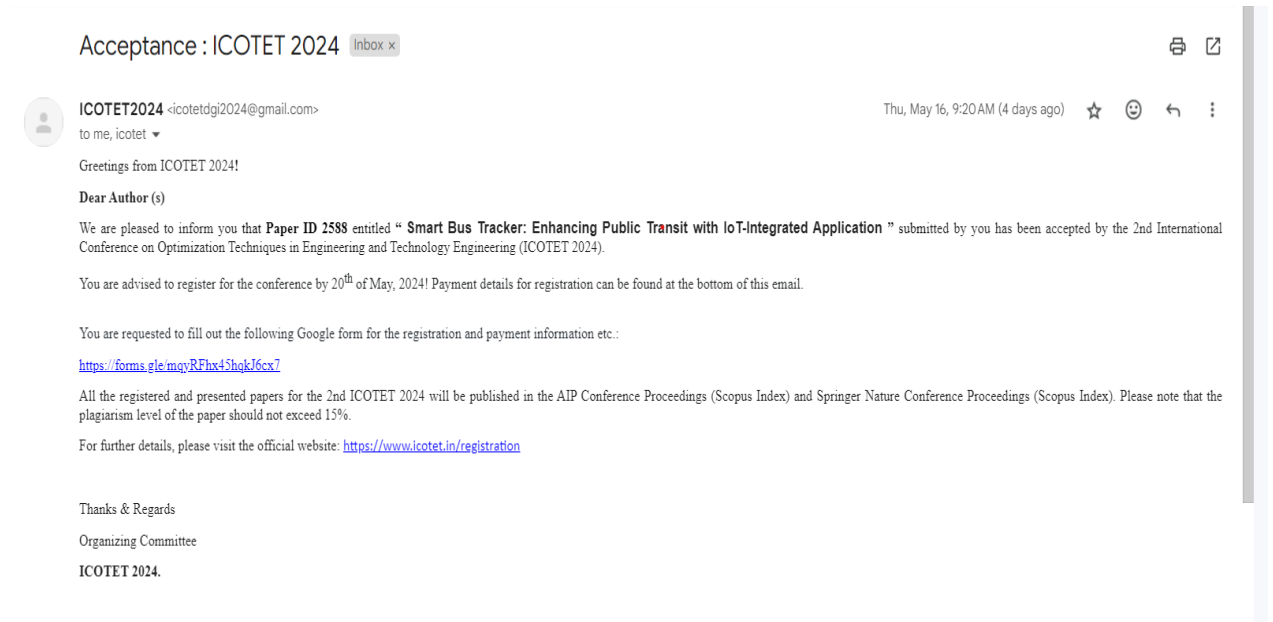 Acceptance : ICOTET 2024 Inbox ×
ICOTET2024 <icotetdgi2024@gmail.com> Thu, May 16, 9:20 AM (4 days ago)
to me, icotet
Greetings from ICOTET 2024!
Dear Author (s)
We are pleased to inform you that Paper ID 2588 entitled “ Smart Bus Tracker: Enhancing Public Transit with IoT-Integrated Application ” submitted by you has been accepted by the 2nd International
Conference on Optimization Techniques in Engineering and Technology Engineering (ICOTET 2024).
You are advised to register for the conference by 20th of May, 2024! Payment details for registration can be found at the bottom of this email.
You are requested to fill out the following Google form for the registration and payment information etc.:
https://forms.gle/mqyRFhx45hqkJ6cx7
All the registered and presented papers for the 2nd ICOTET 2024 will be published in the AIP Conference Proceedings (Scopus Index) and Springer Nature Conference Proceedings (Scopus Index). Please note that the
plagiarism level of the paper should not exceed 15%.
For further details, please visit the official website: https://www.icotet.in/registration
Thanks & Regards
Organizing Committee
ICOTET 2024.